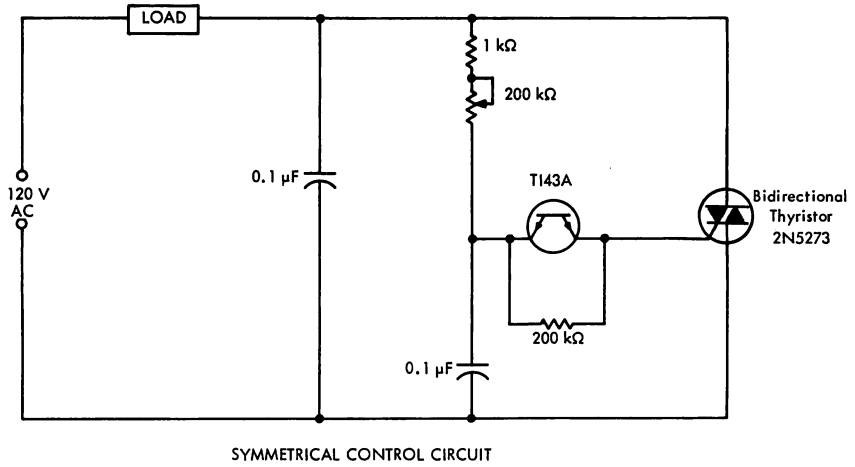 LOAD
1 kΩ
200 kΩ
0.1 µF
120 V
AC
TI43A
Bidirectional
Thyristor
2N5273
200 kΩ
0.1 µF
SYMMETRICAL CONTROL CIRCUIT